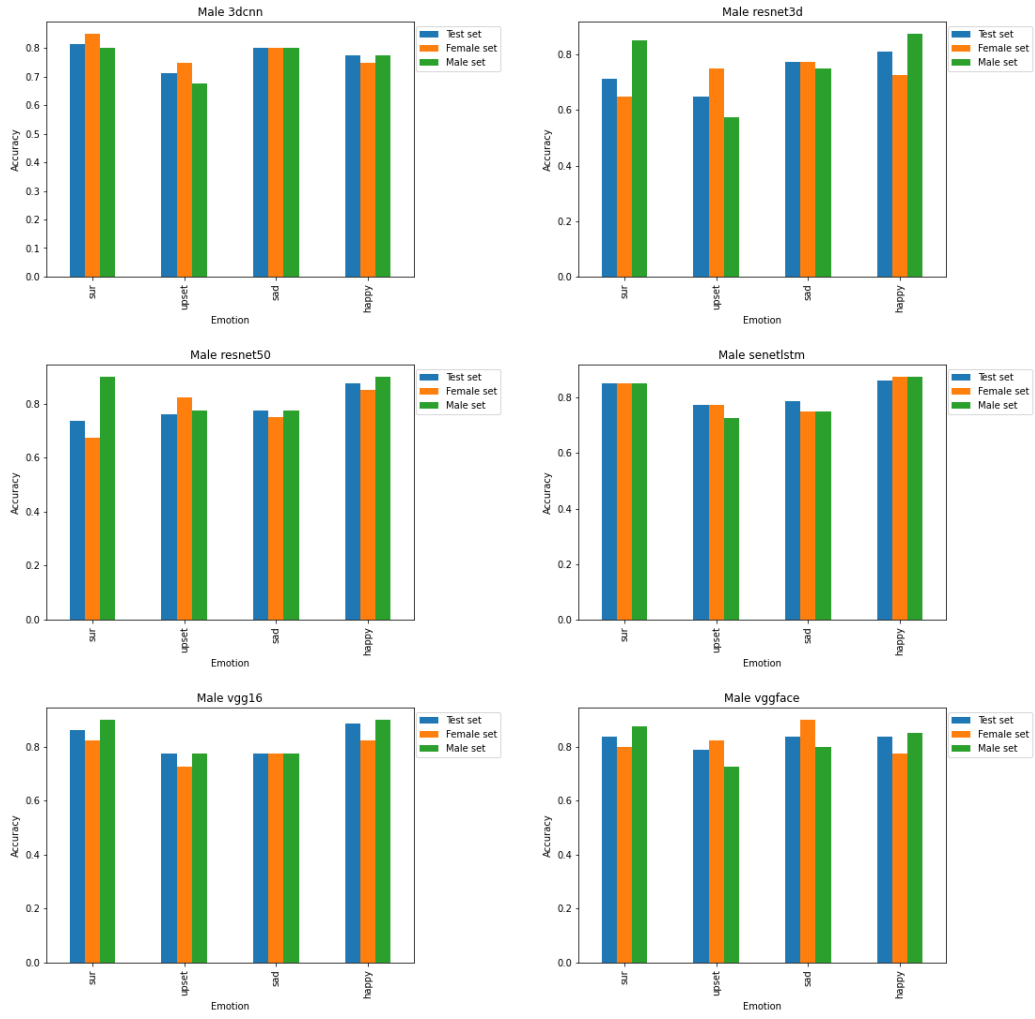 Male 3dcnn
Test set
Female set
Male set
0.8
0.7
0.6
0.5
0.4
0.3
0.2
0.1
0.0
Accuracy
sur
upset
sad
happy
Emotion
Male resnet3d
Test set
Female set
Male set
0.8
0.6
0.4
0.2
0.0
Accuracy
sur
upset
sad
happy
Emotion
Male resnet50
Test set
Female set
Male set
0.8
0.6
0.4
0.2
0.0
Accuracy
sur
upset
sad
happy
Emotion
Male senetlstm
Test set
Female set
Male set
0.8
0.6
0.4
0.2
0.0
Accuracy
sur
upset
sad
happy
Emotion
Male vgg16
Test set
Female set
Male set
0.8
0.6
0.4
0.2
0.0
Accuracy
sur
upset
sad
happy
Emotion
Male vggface
Test set
Female set
Male set
0.8
0.6
0.4
0.2
0.0
Accuracy
sur
upset
sad
happy
Emotion